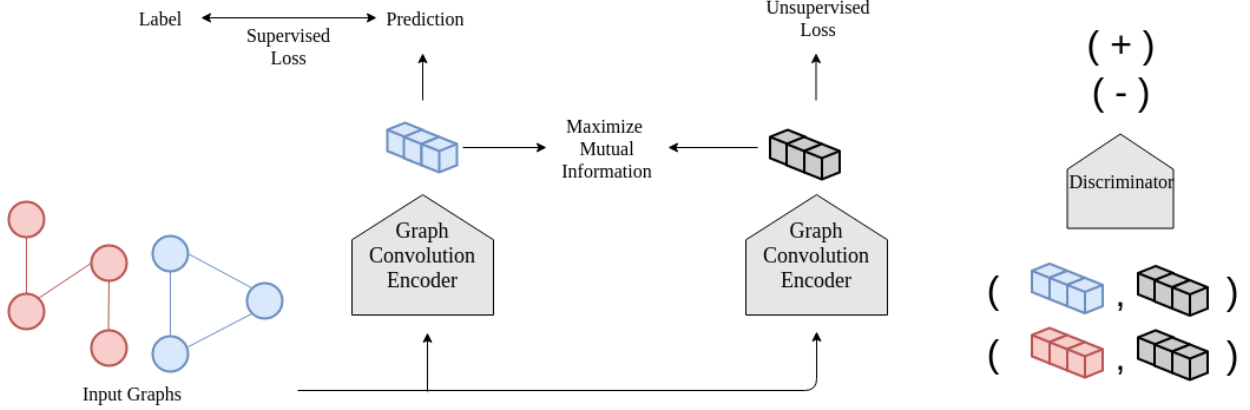 Label
Prediction
Supervised
Loss
Unsupervised
Loss
Maximize
Mutual
Information
Graph
Convolution
Encoder
Graph
Convolution
Encoder
Input Graphs
( + )
( - )
Discriminator
( , )
( , )